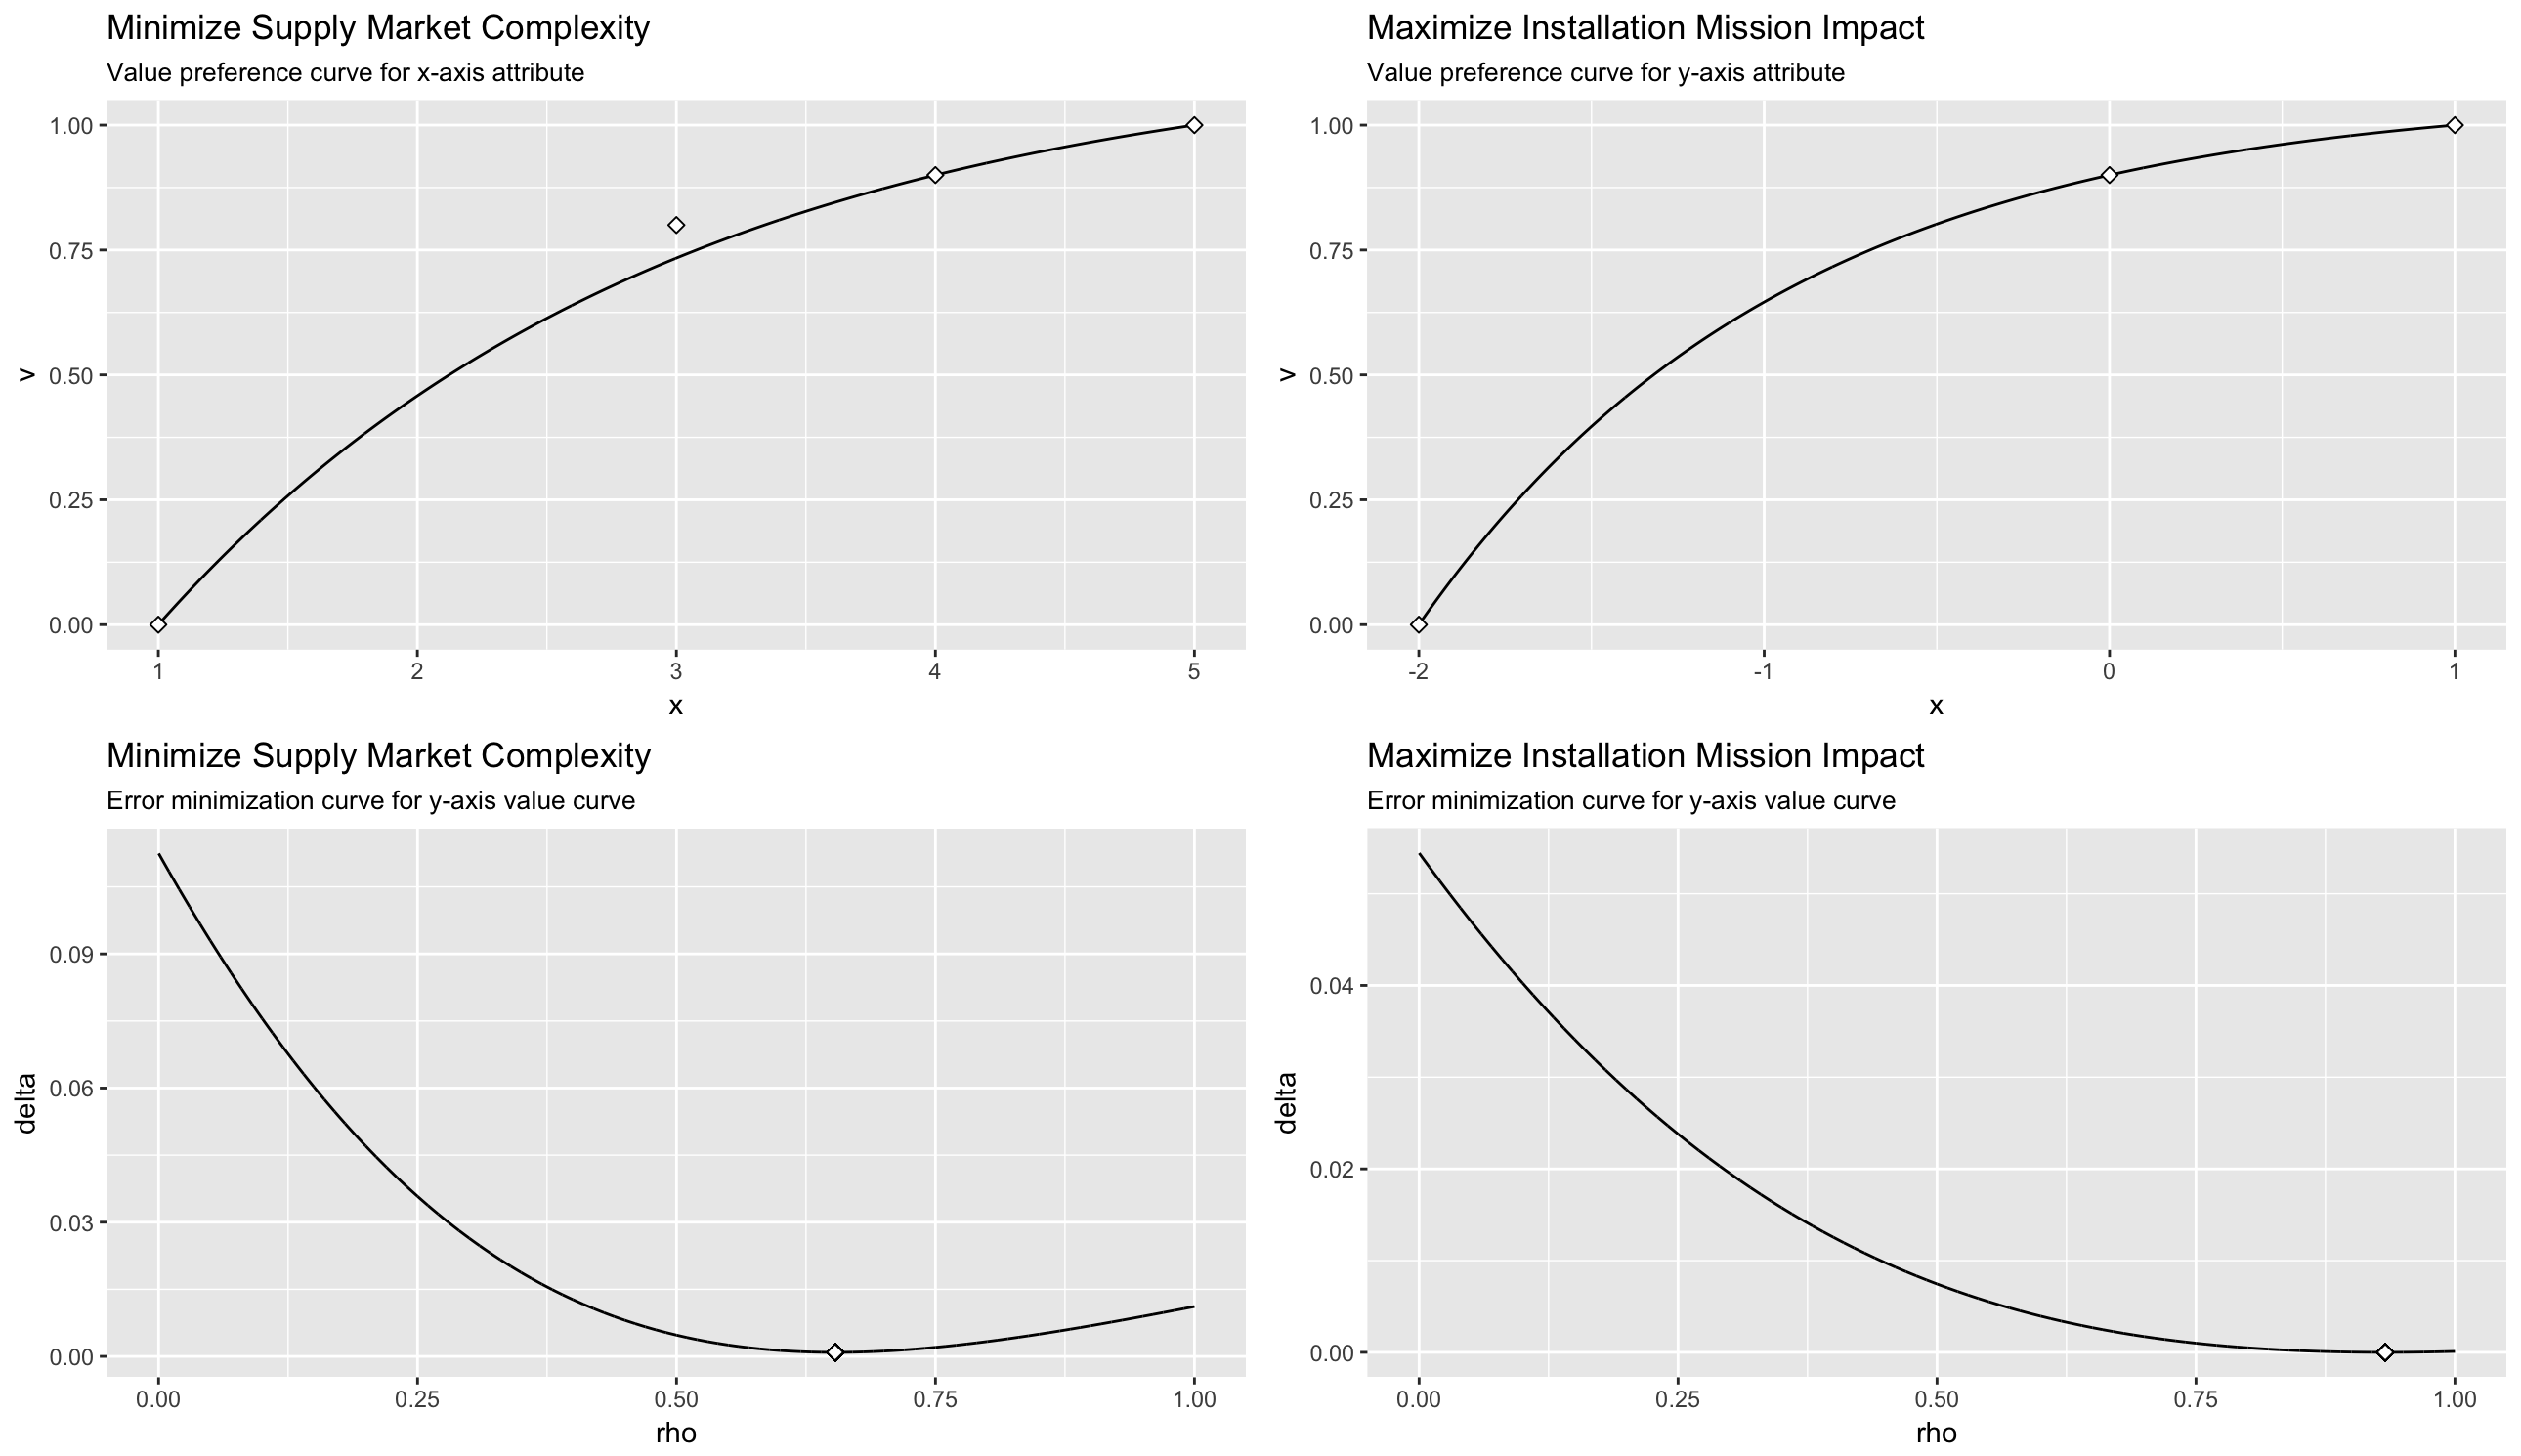 Minimize Supply Market Complexity
Value preference curve for x-axis attribute
1.00
0.75
0.50
0.25
0.00
v
1 2 3 4 5
x
Maximize Installation Mission Impact
Value preference curve for y-axis attribute
1.00
0.75
0.50
0.25
0.00
v
-2 -1 0 1
x
Minimize Supply Market Complexity
Error minimization curve for y-axis value curve
0.09
0.06
0.03
0.00
delta
0.00 0.25 0.50 0.75 1.00
rho
Maximize Installation Mission Impact
Error minimization curve for y-axis value curve
0.04
0.02
0.00
delta
0.00 0.25 0.50 0.75 1.00
rho